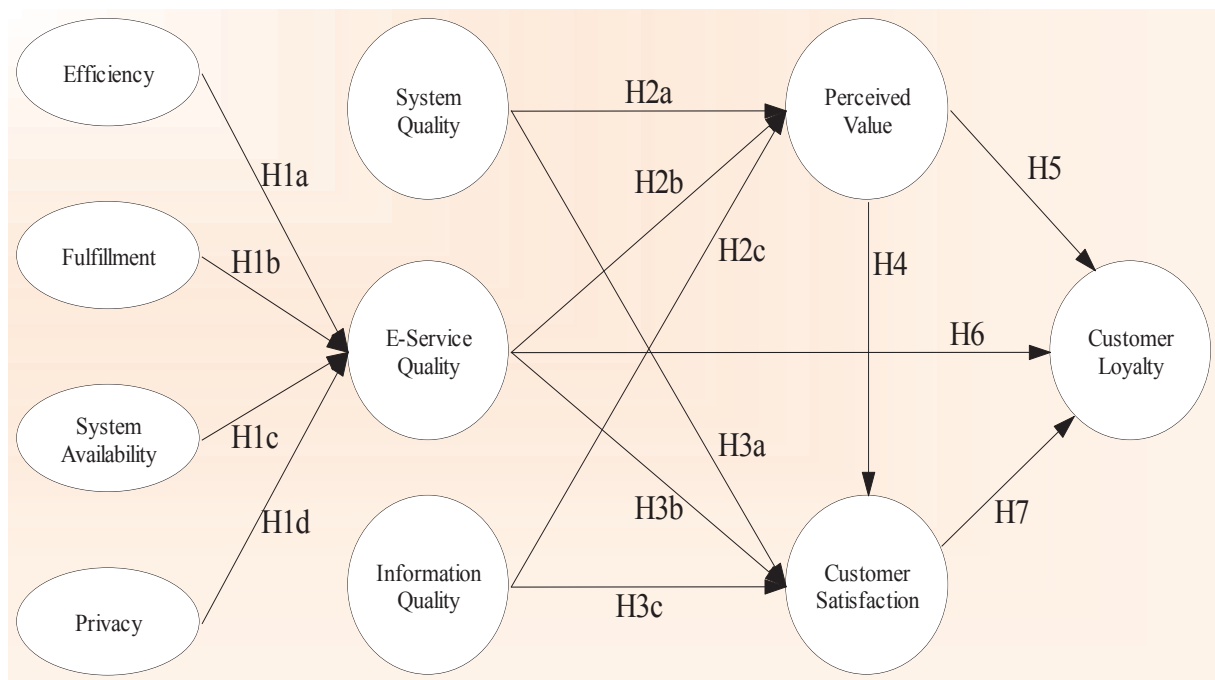 Efficiency
Fulfillment
System
Availability
Privacy
H1a
H1b
H1c
H1d
System
Quality
E-Service
Quality
Information
Quality
H2a
H2b
H2c
H3a
H3b
H3c
Perceived
Value
H4
Customer
Satisfaction
H5
H6
H7
Customer
Loyalty